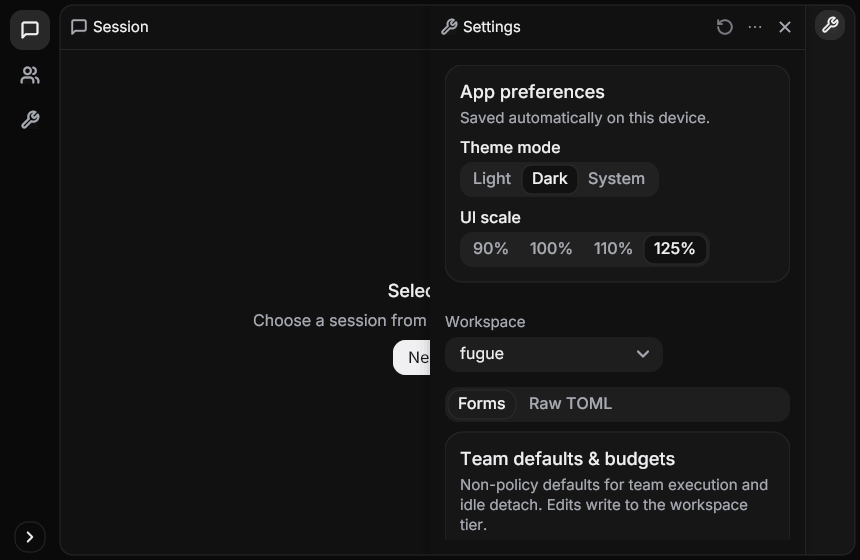 Session
Settings
App preferences
Saved automatically on this device.
Theme mode
Light Dark System
UI scale
90% 100% 110% 125%
Selec
Choose a session from
Ne
Workspace
fugue
Forms Raw TOML
Team defaults & budgets
Non-policy defaults for team execution and
idle detach. Edits write to the workspace
tier.